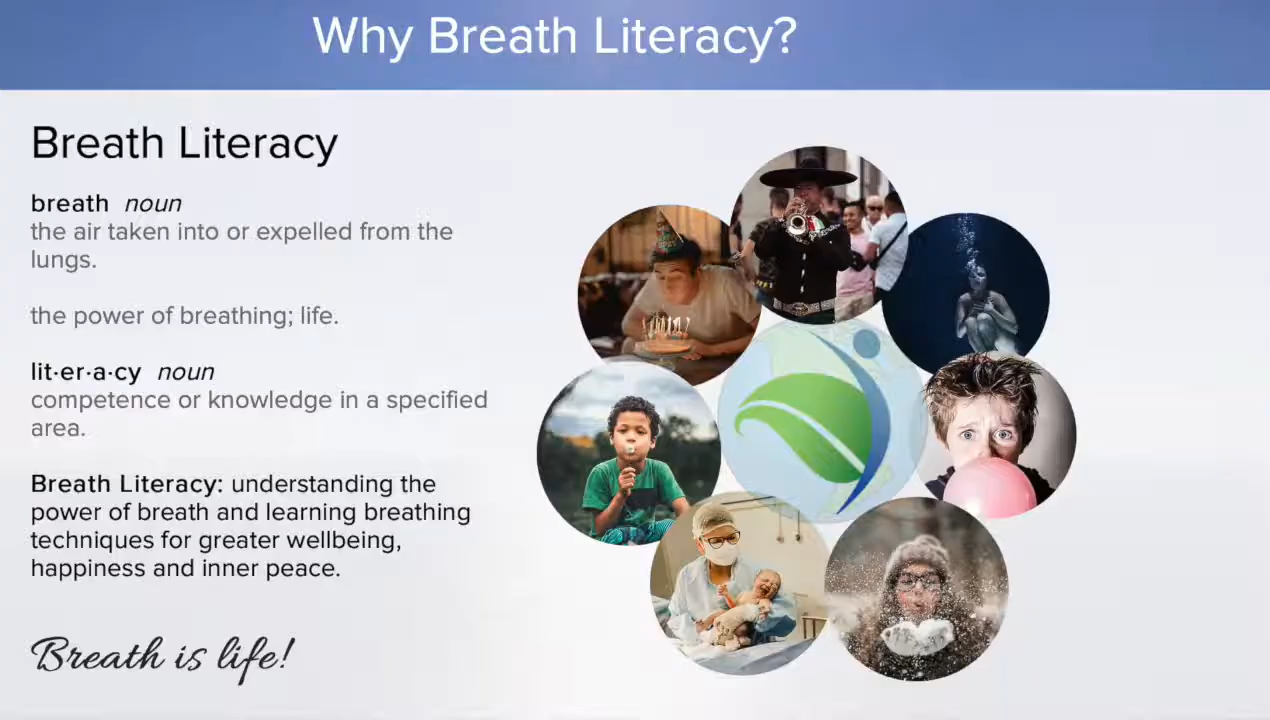 Why Breath Literacy?
Breath Literacy
breath noun
the air taken into or expelled from the
lungs.
the power of breathing; life.
lit·er·a·cy noun
competence or knowledge in a specified
area.
Breath Literacy: understanding the
power of breath and learning breathing
techniques for greater wellbeing,
happiness and inner peace.
Breath is life!